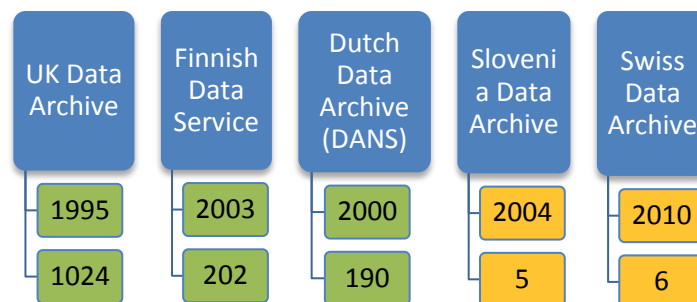 UK Data
Archive
1995
1024
Finnish
Data
Service
2003
202
Dutch
Data
Archive
(DANS)
2000
190
Sloveni
a Data
Archive
2004
5
Swiss
Data
Archive
2010
6